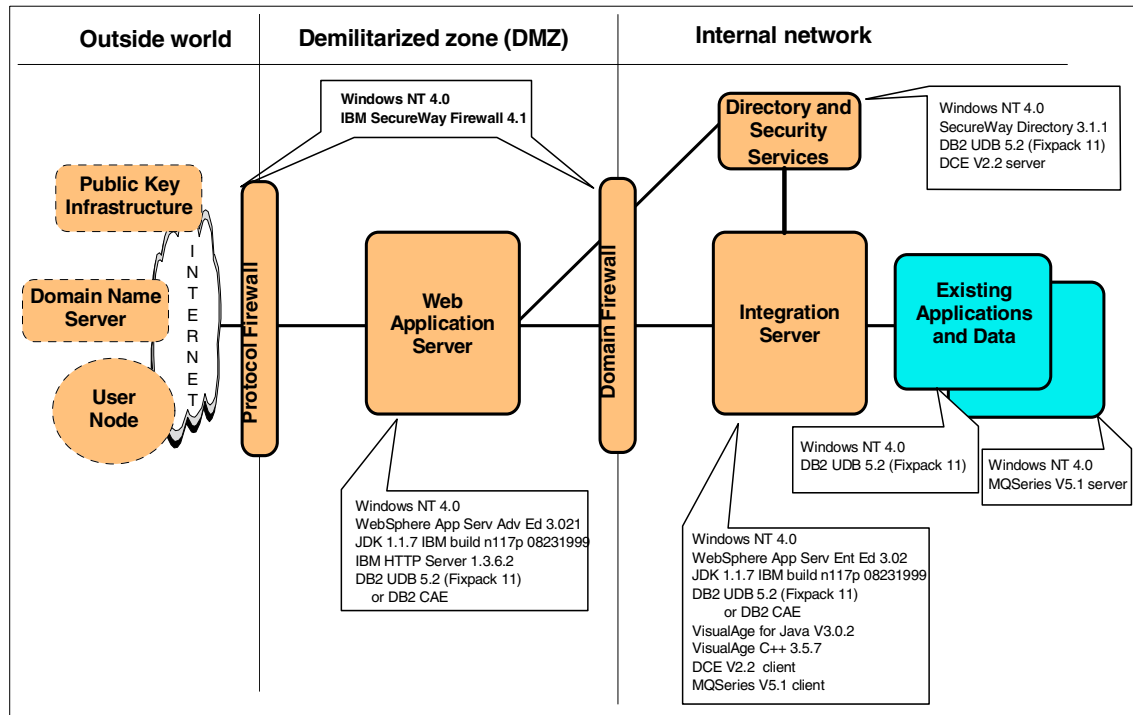 Outside world
Demilitarized zone (DMZ)
Internal network
Windows NT 4.0
IBM SecureWay Firewall 4.1
Directory and
Security
Services
Windows NT 4.0
SecureWay Directory 3.1.1
DB2 UDB 5.2 (Fixpack 11)
DCE V2.2 server
Public Key
Infrastructure
Domain Name
Server
User
Node
INTERNET
Protocol Firewall
Web
Application
Server
Domain Firewall
Integration
Server
Existing
Applications
and Data
Windows NT 4.0
DB2 UDB 5.2 (Fixpack 11)
Windows NT 4.0
MQSeries V5.1 server
Windows NT 4.0
WebSphere App Serv Adv Ed 3.021
JDK 1.1.7 IBM build n117p 08231999
IBM HTTP Server 1.3.6.2
DB2 UDB 5.2 (Fixpack 11)
or DB2 CAE
Windows NT 4.0
WebSphere App Serv Ent Ed 3.02
JDK 1.1.7 IBM build n117p 08231999
DB2 UDB 5.2 (Fixpack 11)
or DB2 CAE
VisualAge for Java V3.0.2
VisualAge C++ 3.5.7
DCE V2.2 client
MQSeries V5.1 client